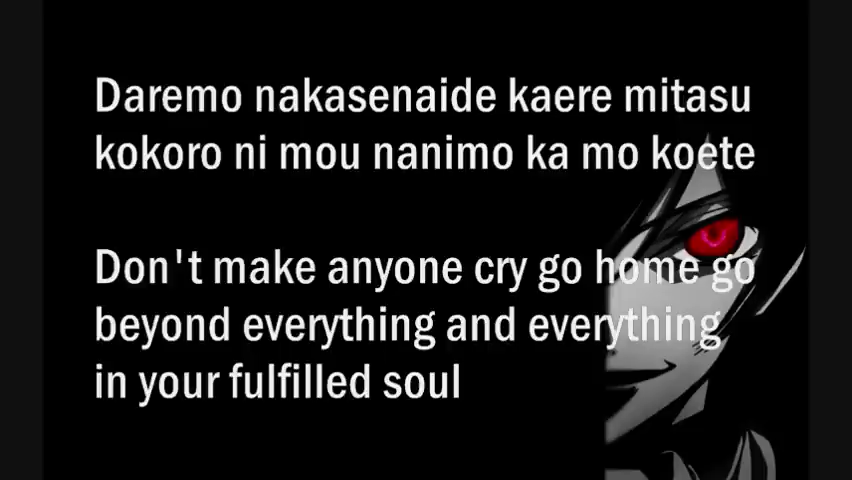 Daremo nakasenaide kaere mitasu
kokoro ni mou nanimo ka mo koete
Don't make anyone cry go home go
beyond everything and everything
in your fulfilled soul